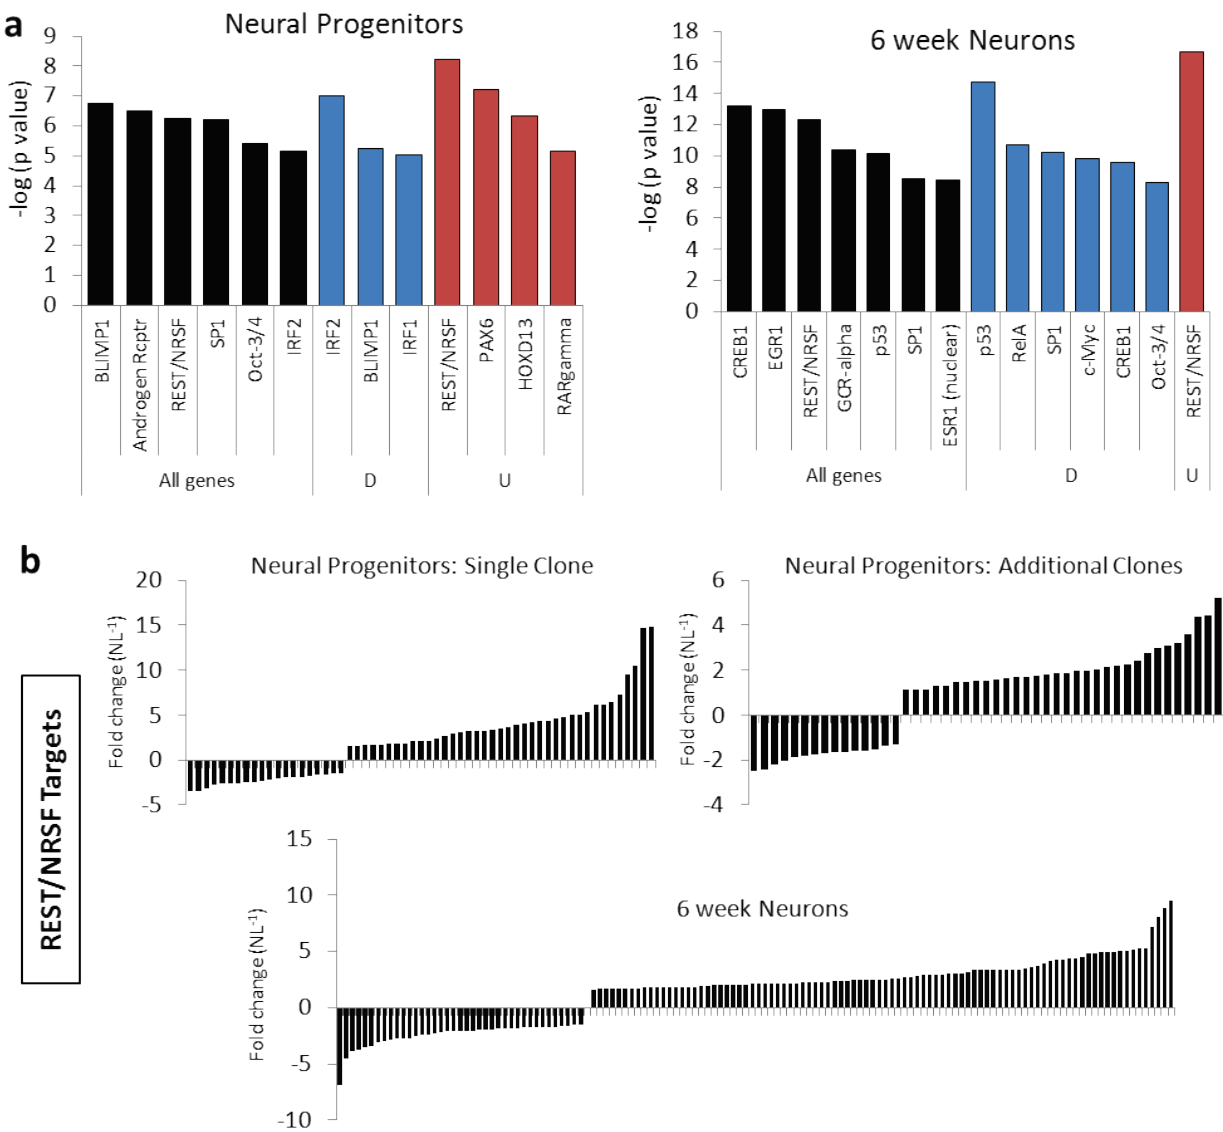 a
Neural Progenitors
-log (p value)
9
8
7
6
5
4
3
2
1
0
BLIMP1
Androgen Rcptr
REST/NRSF
SP1
Oct-3/4
IRF2
IRF2
BLIMP1
IRF1
REST/NRSF
PAX6
HOXD13
RARgamma
All genes
D
U
6 week Neurons
-log (p value)
18
16
14
12
10
8
6
4
2
0
CREB1
EGR1
REST/NRSF
GCR-alpha
p53
SP1
ESR1 (nuclear)
p53
RelA
SP1
c-Myc
CREB1
Oct-3/4
REST/NRSF
All genes
D
U
b
REST/NRSF Targets
Neural Progenitors: Single Clone
Fold change (NL-1)
20
15
10
5
0
-5
Neural Progenitors: Additional Clones
Fold change (NL-1)
6
4
2
0
-2
-4
6 week Neurons
Fold change (NL-1)
15
10
5
0
-5
-10